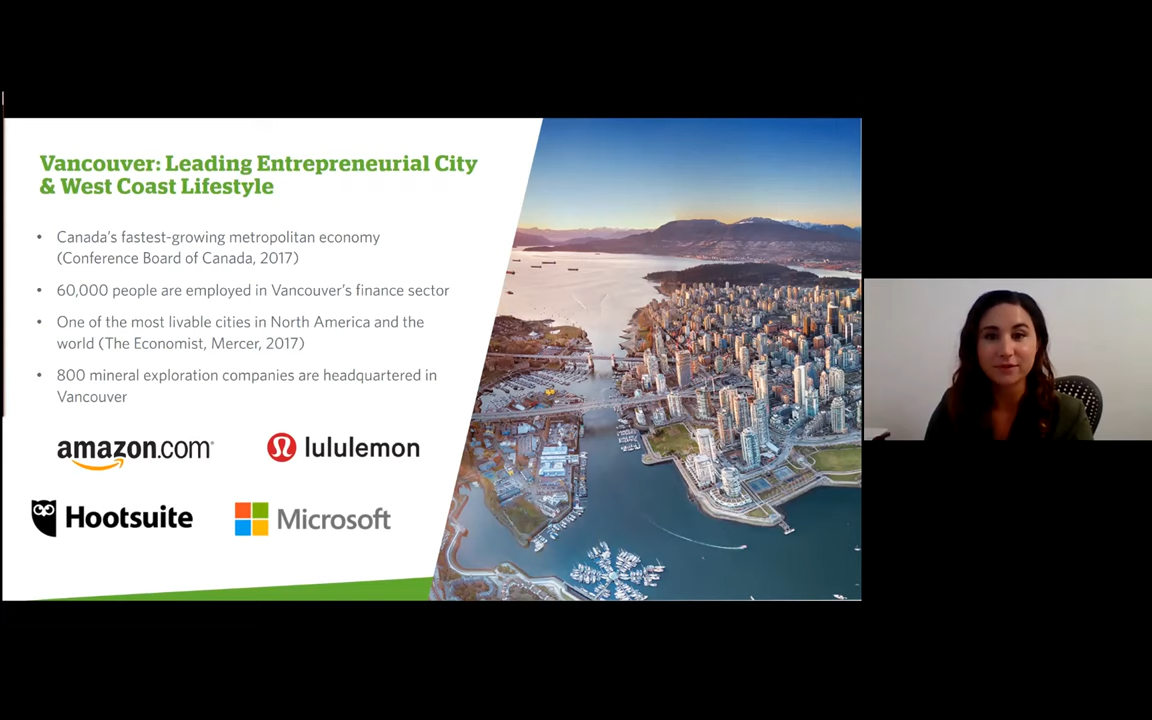 Vancouver: Leading Entrepreneurial City
& West Coast Lifestyle
• Canada's fastest-growing metropolitan economy
(Conference Board of Canada, 2017)
• 60,000 people are employed in Vancouver's finance sector
• One of the most livable cities in North America and the
world (The Economist, Mercer, 2017)
• 800 mineral exploration companies are headquartered in
Vancouver
amazon.com®
lululemon
Hootsuite
Microsoft